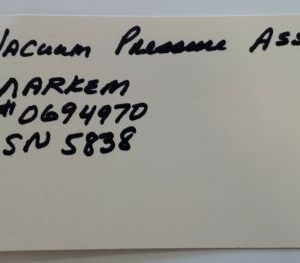 Vacuum Pressure Ass
MARKEM
#0694970
SN 5838